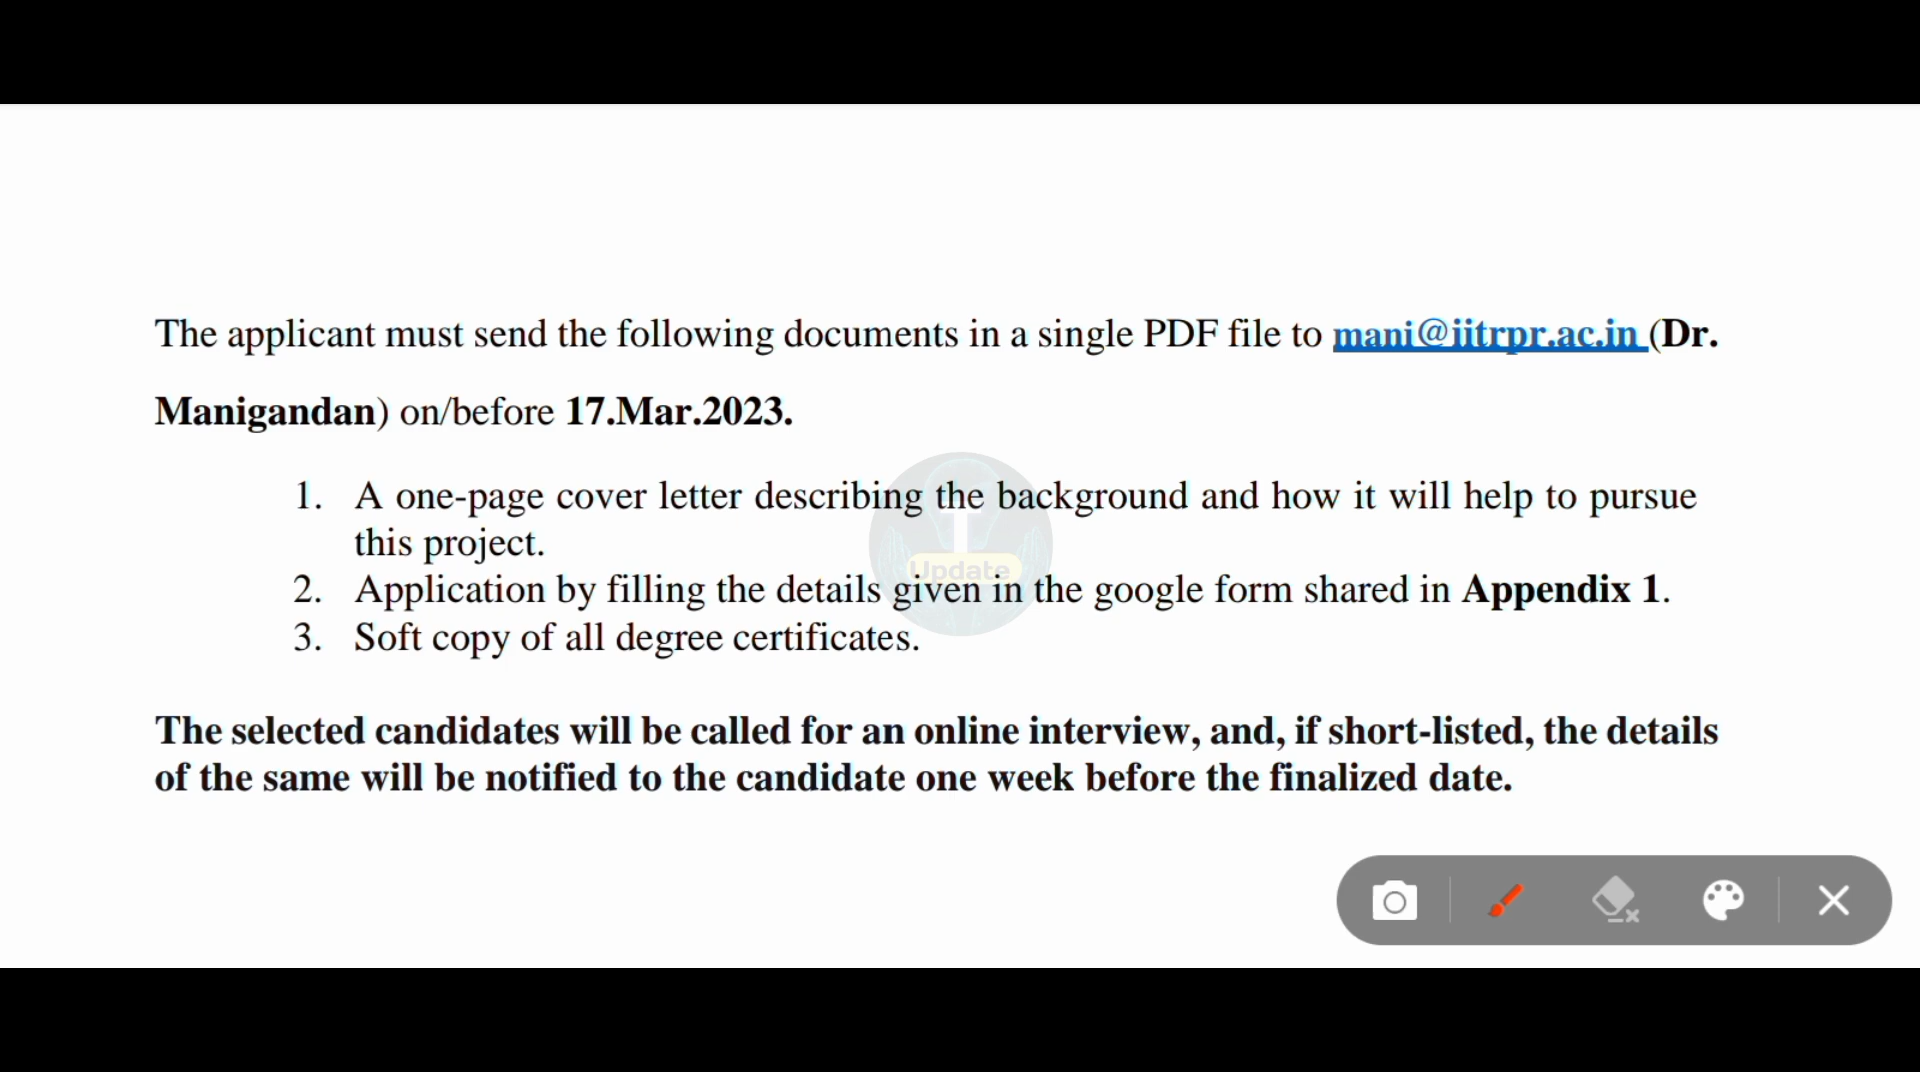 The applicant must send the following documents in a single PDF file to mani@iitrpr.ac.in (Dr.
Manigandan) on/before 17.Mar.2023.
1. A one-page cover letter describing the background and how it will help to pursue
this project.
2. Application by filling the details given in the google form shared in Appendix 1.
3. Soft copy of all degree certificates.
The selected candidates will be called for an online interview, and, if short-listed, the details
of the same will be notified to the candidate one week before the finalized date.
Update